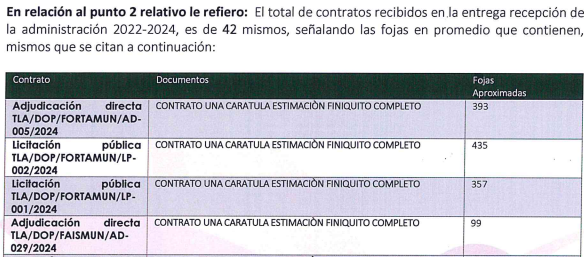 En relación al punto 2 relativo le refiero: El total de contratos recibidos en la entrega recepción de
la administración 2022-2024, es de 42 mismos, señalando las fojas en promedio que contienen,
mismos que se citan a continuación:
Contrato Documentos Fojas
Aproximadas
Adjudicación directa CONTRATO UNA CARATULA ESTIMACIÒN FINIQUITO COMPLETO 393
TLA/DOP/FORTAMUN/AD-
005/2024
Licitación pública CONTRATO UNA CARATULA ESTIMACIÒN FINIQUITO COMPLETO 435
TLA/DOP/FORTAMUN/LP-
002/2024
Licitación pública CONTRATO UNA CARATULA ESTIMACIÒN FINIQUITO COMPLETO 357
TLA/DOP/FORTAMUN/LP-
001/2024
Adjudicación directa CONTRATO UNA CARATULA ESTIMACIÒN FINIQUITO COMPLETO 99
TLA/DOP/FAISMUN/AD-
029/2024